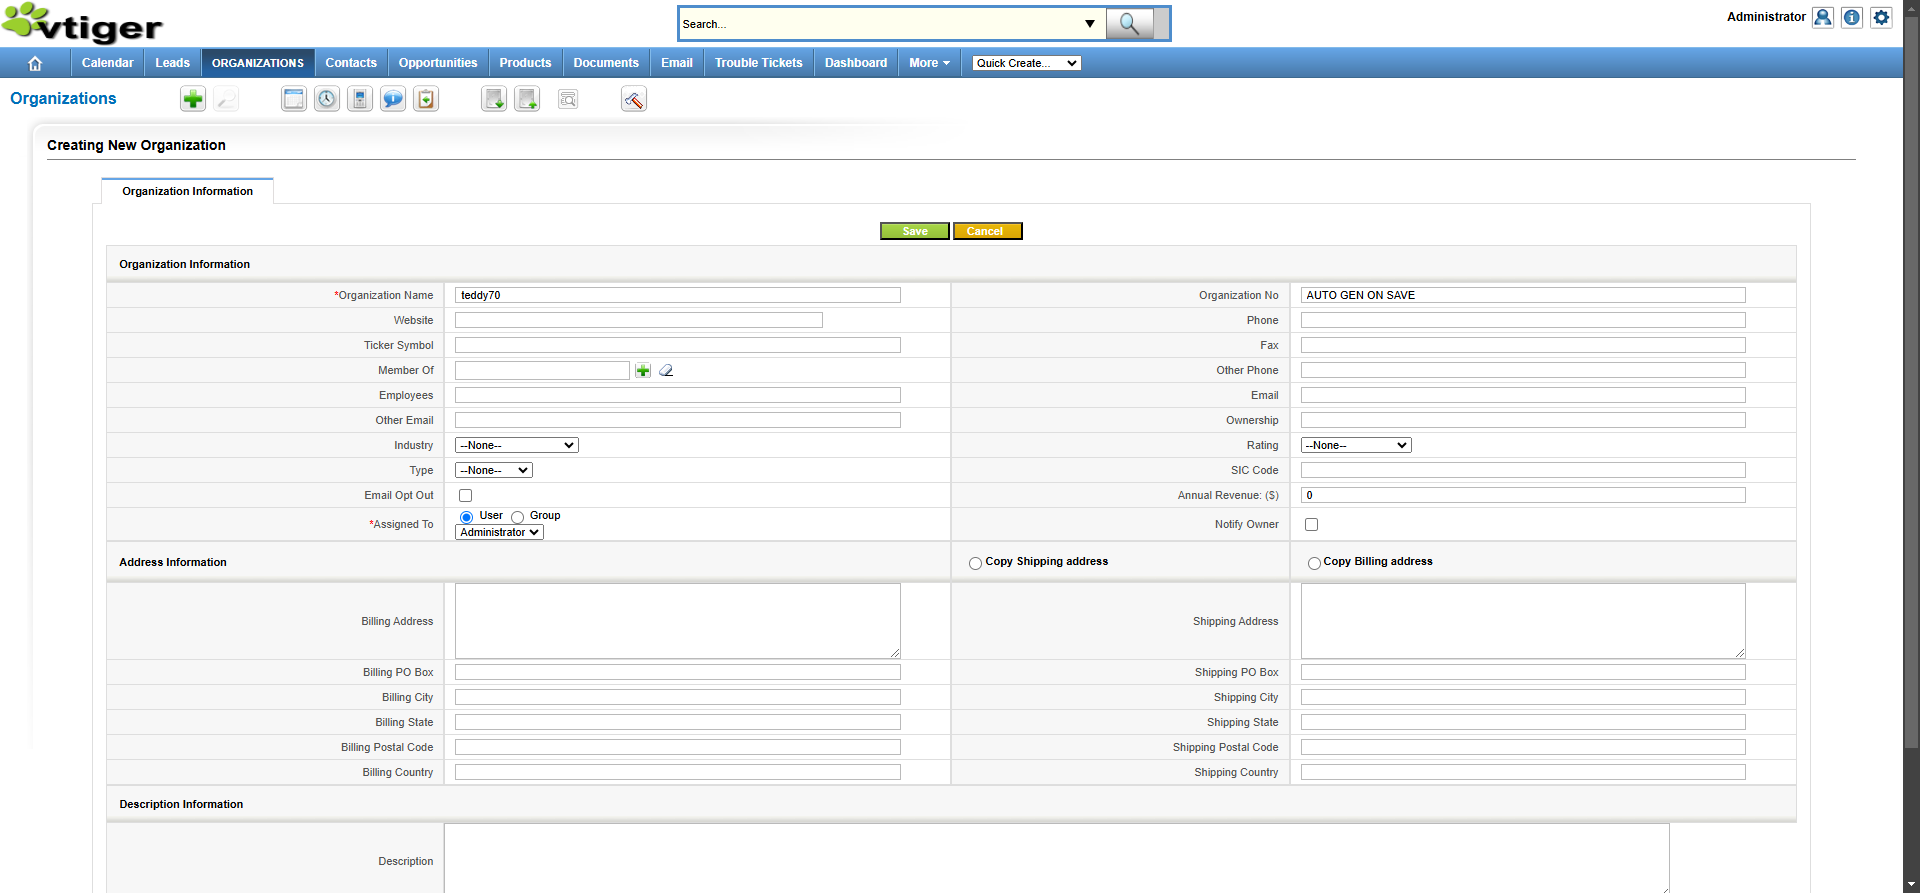 vtiger
Search...
Administrator
Calendar Leads ORGANIZATIONS Contacts Opportunities Products Documents Email Trouble Tickets Dashboard More Quick Create...
Organizations
Creating New Organization
Organization Information
Save Cancel
Organization Information
*Organization Name teddy70 Organization No AUTO GEN ON SAVE
Website Phone
Ticker Symbol Fax
Member Of Other Phone
Employees Email
Other Email Ownership
Industry --None-- Rating --None--
Type --None-- SIC Code
Email Opt Out Annual Revenue: ($) 0
*Assigned To User Group Administrator Notify Owner
Address Information Copy Shipping address Copy Billing address
Billing Address Shipping Address
Billing PO Box Shipping PO Box
Billing City Shipping City
Billing State Shipping State
Billing Postal Code Shipping Postal Code
Billing Country Shipping Country
Description Information
Description